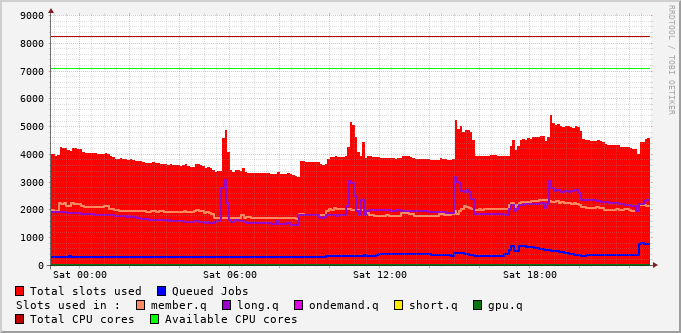 RRDTOOL / TOBI OETIKER
9000
8000
7000
6000
5000
4000
3000
2000
1000
0
Sat 00:00 Sat 06:00 Sat 12:00 Sat 18:00
Total slots used Queued Jobs
Slots used in : member.q long.q ondemand.q short.q gpu.q
Total CPU cores Available CPU cores